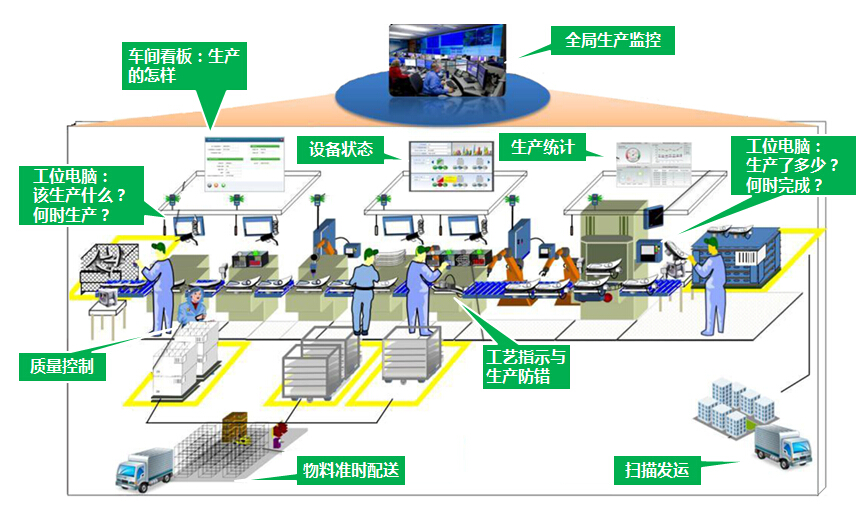 全局生产监控
车间看板：生产
的怎样
设备状态
生产统计
工位电脑：
生产了多少？
何时完成？
工位电脑：
该生产什么？
何时生产？
质量控制
工艺指示与
生产防错
物料准时配送
扫描发运